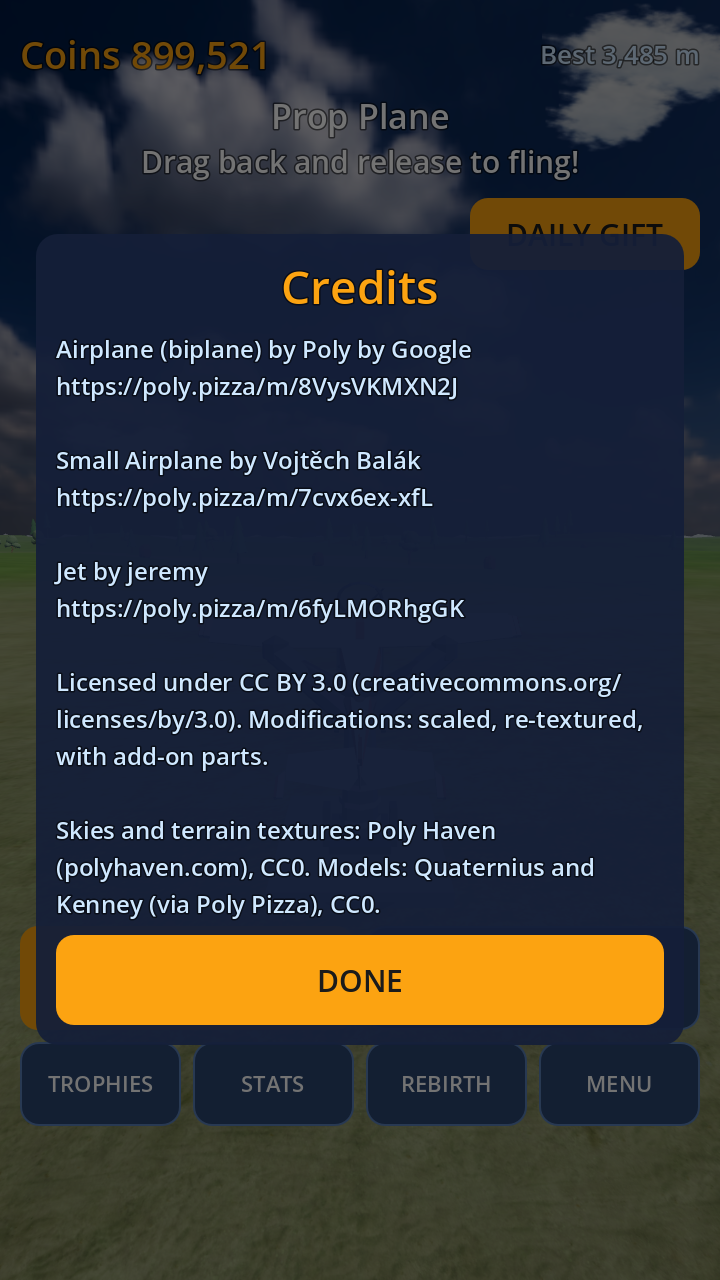 Coins 899,521
Best 3,485 m
Prop Plane
Drag back and release to fling!
DAILY GIFT
Credits
Airplane (biplane) by Poly by Google
https://poly.pizza/m/8VysVKMXN2J
Small Airplane by Vojtěch Balák
https://poly.pizza/m/7cvx6ex-xfL
Jet by jeremy
https://poly.pizza/m/6fyLMORhgGK
Licensed under CC BY 3.0 (creativecommons.org/
licenses/by/3.0). Modifications: scaled, re-textured,
with add-on parts.
Skies and terrain textures: Poly Haven
(polyhaven.com), CC0. Models: Quaternius and
Kenney (via Poly Pizza), CC0.
DONE
TROPHIES
STATS
REBIRTH
MENU